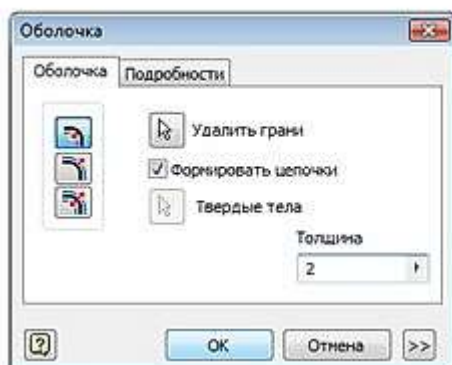 Оболочка
Оболочка Подробности
Удалить грани
Формировать цепочки
Твердые тела
Толщина
2
? OK Отмена >>